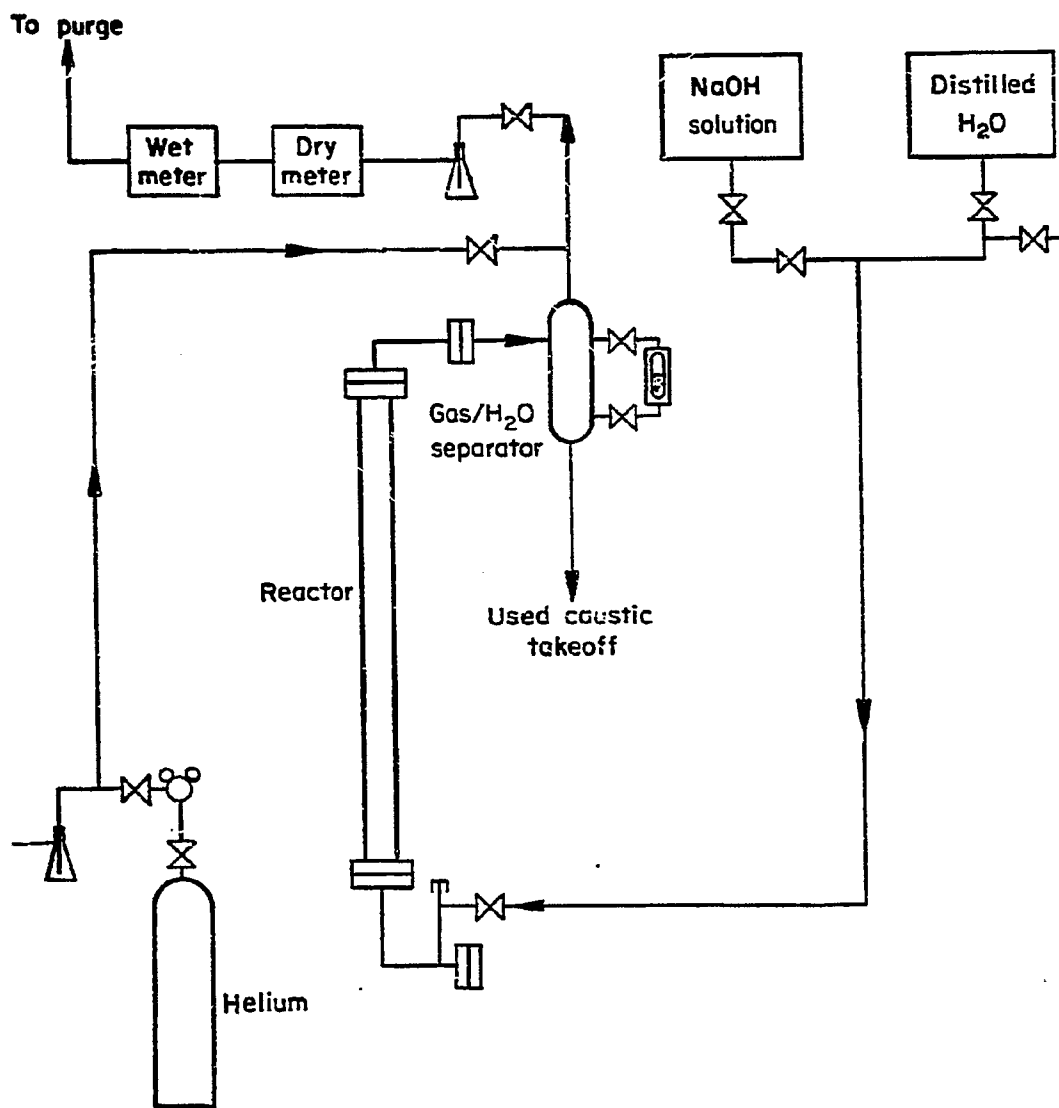 To purge
NaOH
solution
Distilled
H₂O
Wet
meter
Dry
meter
Gas/H₂O
separator
Reactor
Used caustic
takeoff
Helium